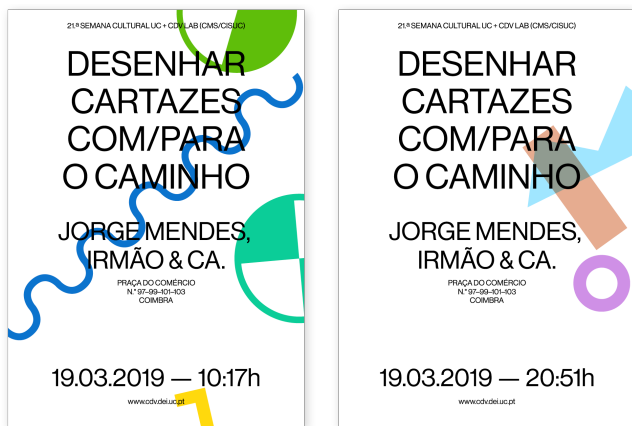 21.ª SEMANA CULTURAL UC + CDV LAB (CMS/CISUC)
DESENHAR
CARTAZES
COM/PARA
O CAMINHO
JORGE MENDES,
IRMÃO & CA.
PRAÇA DO COMÉRCIO
N.º 97–99–101–103
COIMBRA
19.03.2019 — 10:17h
www.cdv.dei.uc.pt
21.ª SEMANA CULTURAL UC + CDV LAB (CMS/CISUC)
DESENHAR
CARTAZES
COM/PARA
O CAMINHO
JORGE MENDES,
IRMÃO & CA.
PRAÇA DO COMÉRCIO
N.º 97–99–101–103
COIMBRA
19.03.2019 — 20:51h
www.cdv.dei.uc.pt